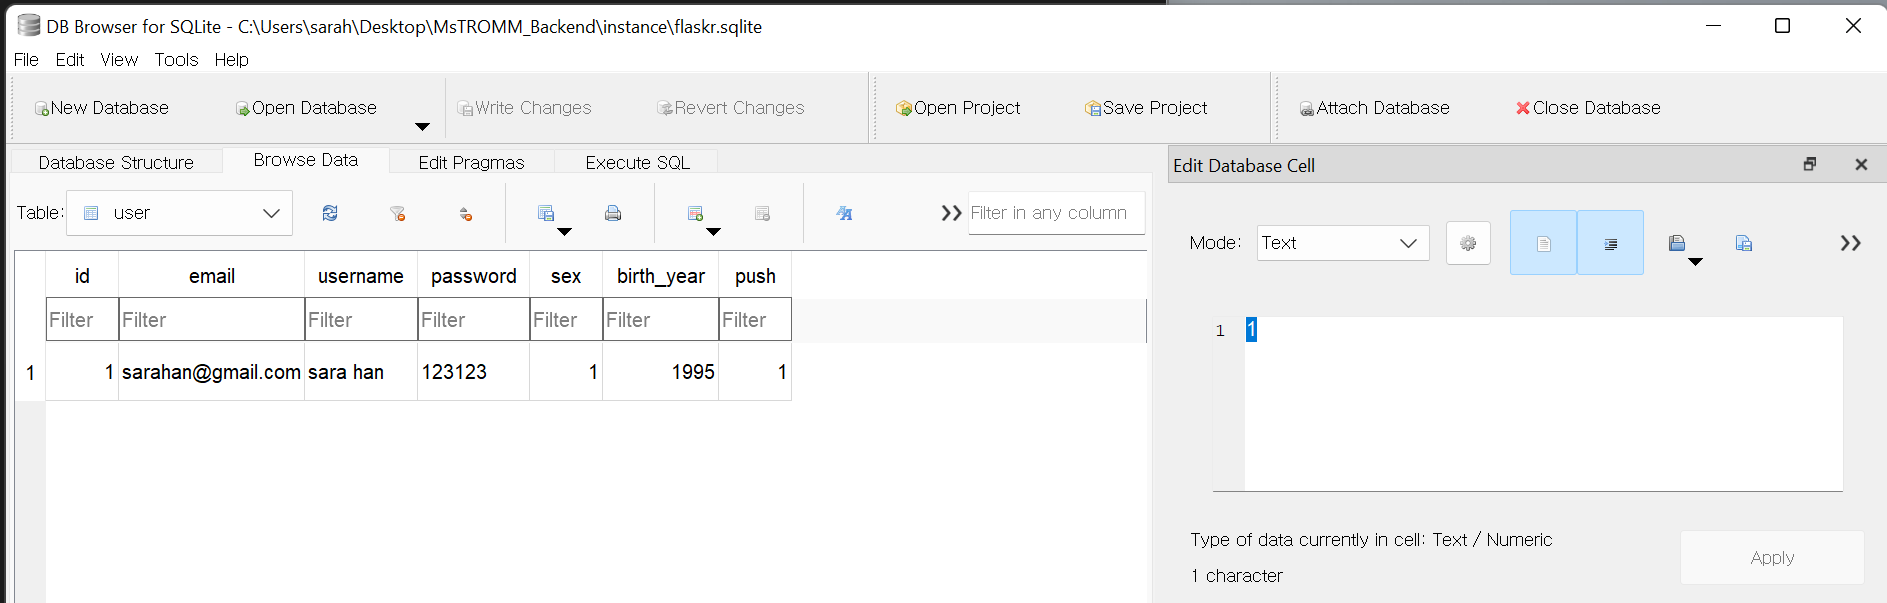 DB Browser for SQLite - C:\Users\sarah\Desktop\MsTROMM_Backend\instance\flaskr.sqlite
File Edit View Tools Help
New Database Open Database Write Changes Revert Changes Open Project Save Project Attach Database Close Database
Database Structure Browse Data Edit Pragmas Execute SQL
Table: user Filter in any column
id email username password sex birth_year push
Filter Filter Filter Filter Filter Filter Filter
1 1 sarahan@gmail.com sara han 123123 1 1995 1
Edit Database Cell
Mode: Text
1 1
Type of data currently in cell: Text / Numeric
1 character
Apply